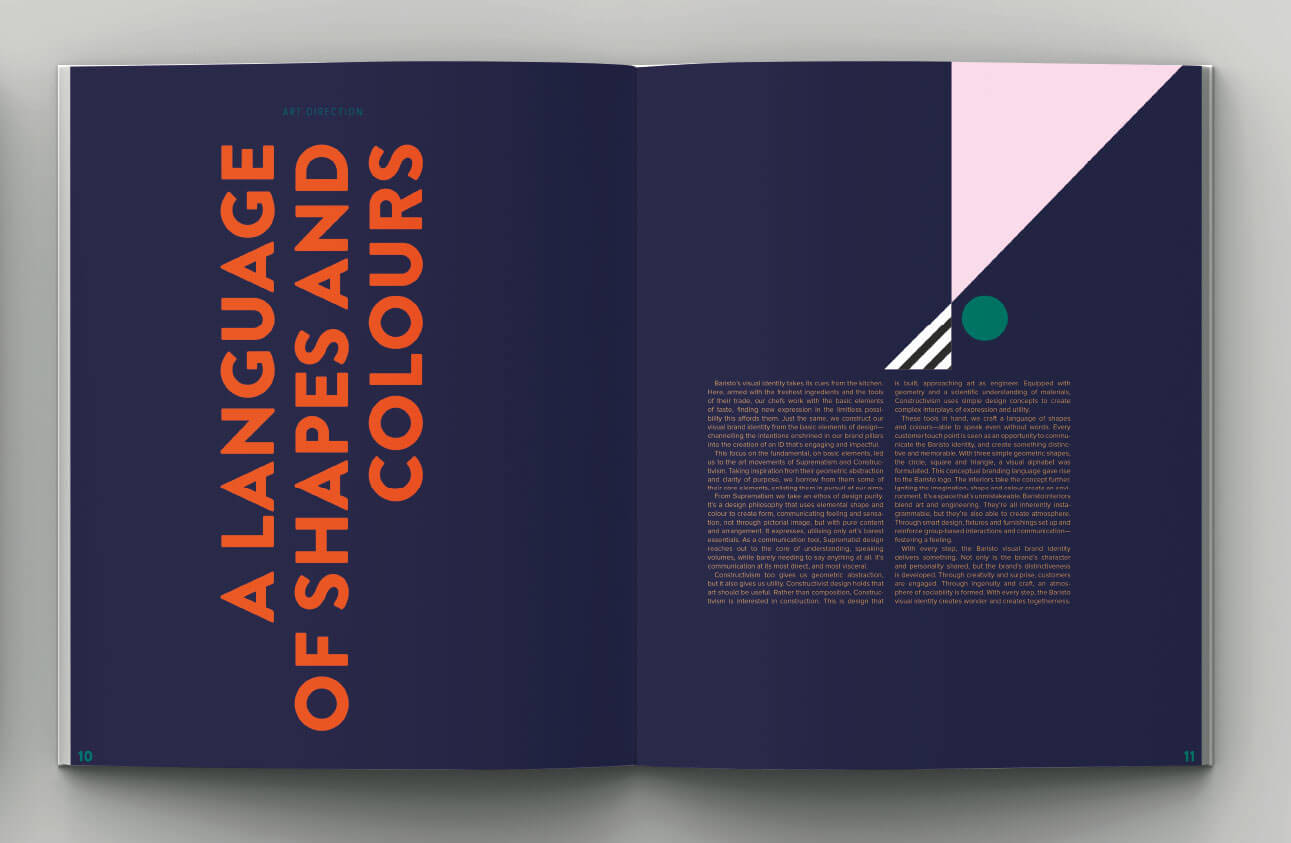 ART DIRECTION
A LANGUAGE
OF SHAPES AND
COLOURS
10
Baristo's visual identity takes its cues from the kitchen.
Here, armed with the freshest ingredients and the tools
of their trade, our chefs work with the basic elements
of taste, finding new expression in the limitless possi-
bility this affords them. Just the same, we construct our
visual brand identity from the basic elements of design—
channelling the intentions enshrined in our brand pillars
into the creation of an ID that's engaging and impactful.
This focus on the fundamental, on basic elements, led
us to the art movements of Suprematism and Construc-
tivism. Taking inspiration from their geometric abstraction
and clarity of purpose, we borrow from them some of
their core elements, enlisting them in pursuit of our aims.
From Suprematism we take an ethos of design purity.
It's a design philosophy that uses elemental shape and
colour to create form, communicating feeling and sensa-
tion, not through pictorial image, but with pure content
and arrangement. It expresses, utilising only art's barest
essentials. As a communication tool, Suprematist design
reaches out to the core of understanding, speaking
volumes, while barely needing to say anything at all. It's
communication at its most direct, and most visceral.
Constructivism too gives us geometric abstraction,
but it also gives us utility. Constructivist design holds that
art should be useful. Rather than composition, Construc-
tivism is interested in construction. This is design that
is built, approaching art as engineer. Equipped with
geometry and a scientific understanding of materials,
Constructivism uses simple design concepts to create
complex interplays of expression and utility.
These tools in hand, we craft a language of shapes
and colours—able to speak even without words. Every
customer touch point is seen as an opportunity to commu-
nicate the Baristo identity, and create something distinc-
tive and memorable. With three simple geometric shapes,
the circle, square and triangle, a visual alphabet was
formulated. This conceptual branding language gave rise
to the Baristo logo. The interiors take the concept further.
Igniting the imagination, shape and colour create an envi-
ronment. It's a space that's unmistakeable. Baristo interiors
blend art and engineering. They're all inherently insta-
grammable, but they're also able to create atmosphere.
Through smart design, fixtures and furnishings set up and
reinforce group-based interactions and communication—
fostering a feeling.
With every step, the Baristo visual brand identity
delivers something. Not only is the brand's character
and personality shared, but the brand's distinctiveness
is developed. Through creativity and surprise, customers
are engaged. Through ingenuity and craft, an atmos-
phere of sociability is formed. With every step, the Baristo
visual identity creates wonder and creates togetherness.
11